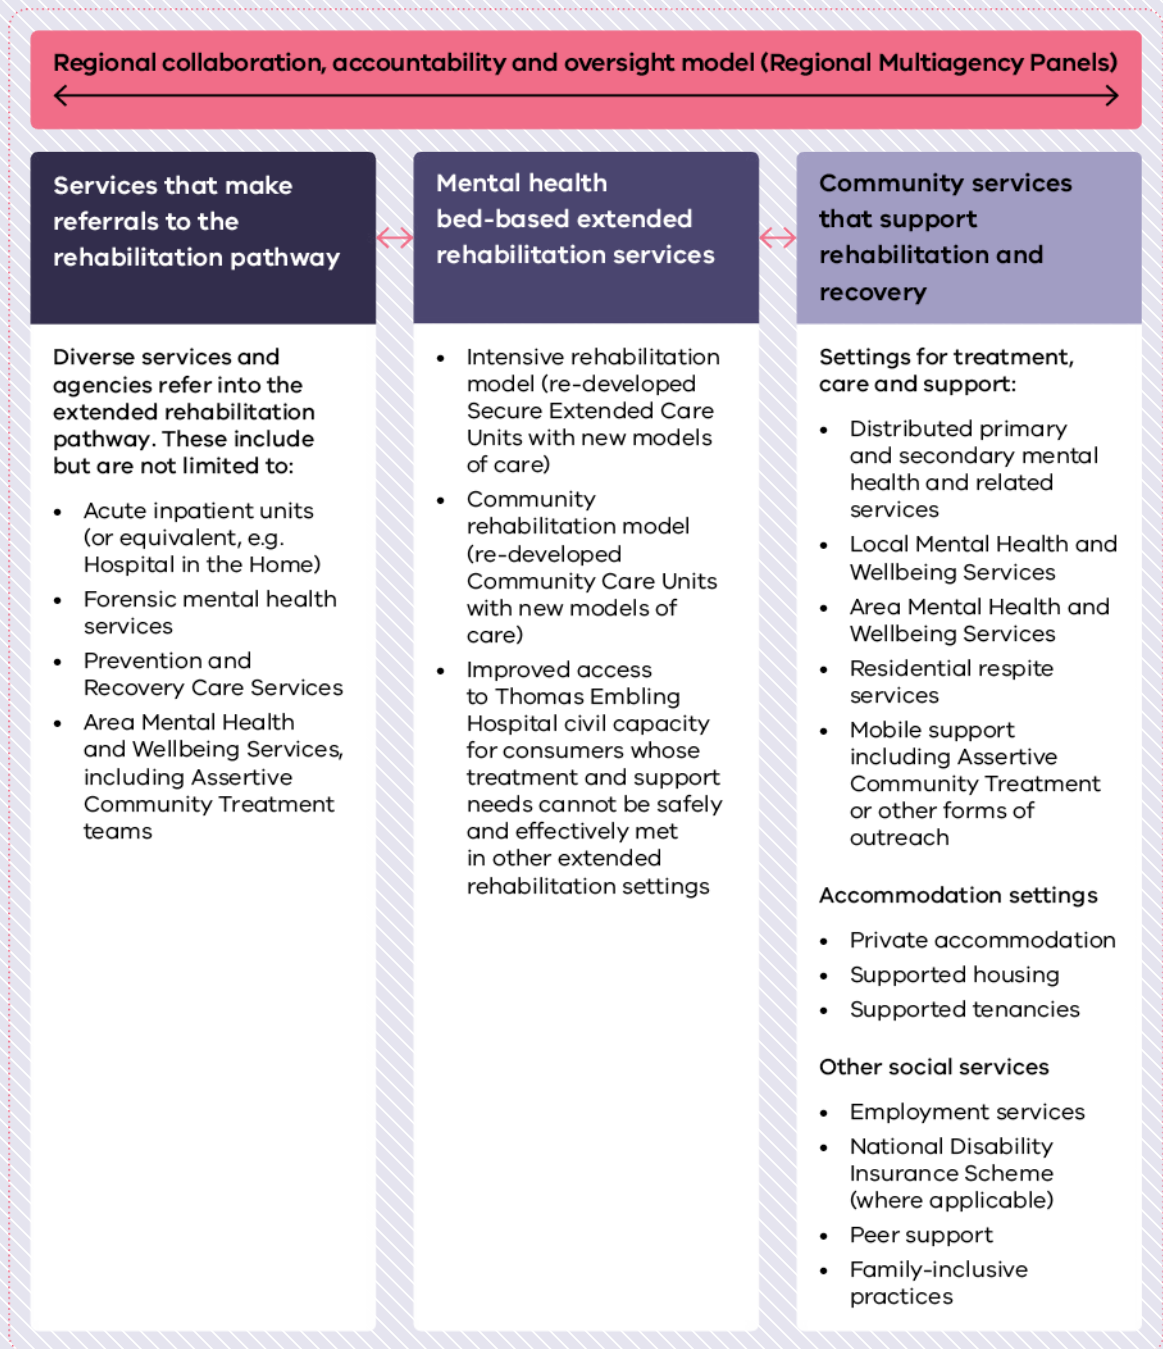 Regional collaboration, accountability and oversight model (Regional Multiagency Panels)
Services that make
referrals to the
rehabilitation pathway
Diverse services and
agencies refer into the
extended rehabilitation
pathway. These include
but are not limited to:
• Acute inpatient units
(or equivalent, e.g.
Hospital in the Home)
• Forensic mental health
services
• Prevention and
Recovery Care Services
• Area Mental Health
and Wellbeing Services,
including Assertive
Community Treatment
teams
Mental health
bed-based extended
rehabilitation services
• Intensive rehabilitation
model (re-developed
Secure Extended Care
Units with new models
of care)
• Community
rehabilitation model
(re-developed
Community Care Units
with new models of
care)
• Improved access
to Thomas Embling
Hospital civil capacity
for consumers whose
treatment and support
needs cannot be safely
and effectively met
in other extended
rehabilitation settings
Community services
that support
rehabilitation and
recovery
Settings for treatment,
care and support:
• Distributed primary
and secondary mental
health and related
services
• Local Mental Health and
Wellbeing Services
• Area Mental Health and
Wellbeing Services
• Residential respite
services
• Mobile support
including Assertive
Community Treatment
or other forms of
outreach
Accommodation settings
• Private accommodation
• Supported housing
• Supported tenancies
Other social services
• Employment services
• National Disability
Insurance Scheme
(where applicable)
• Peer support
• Family-inclusive
practices